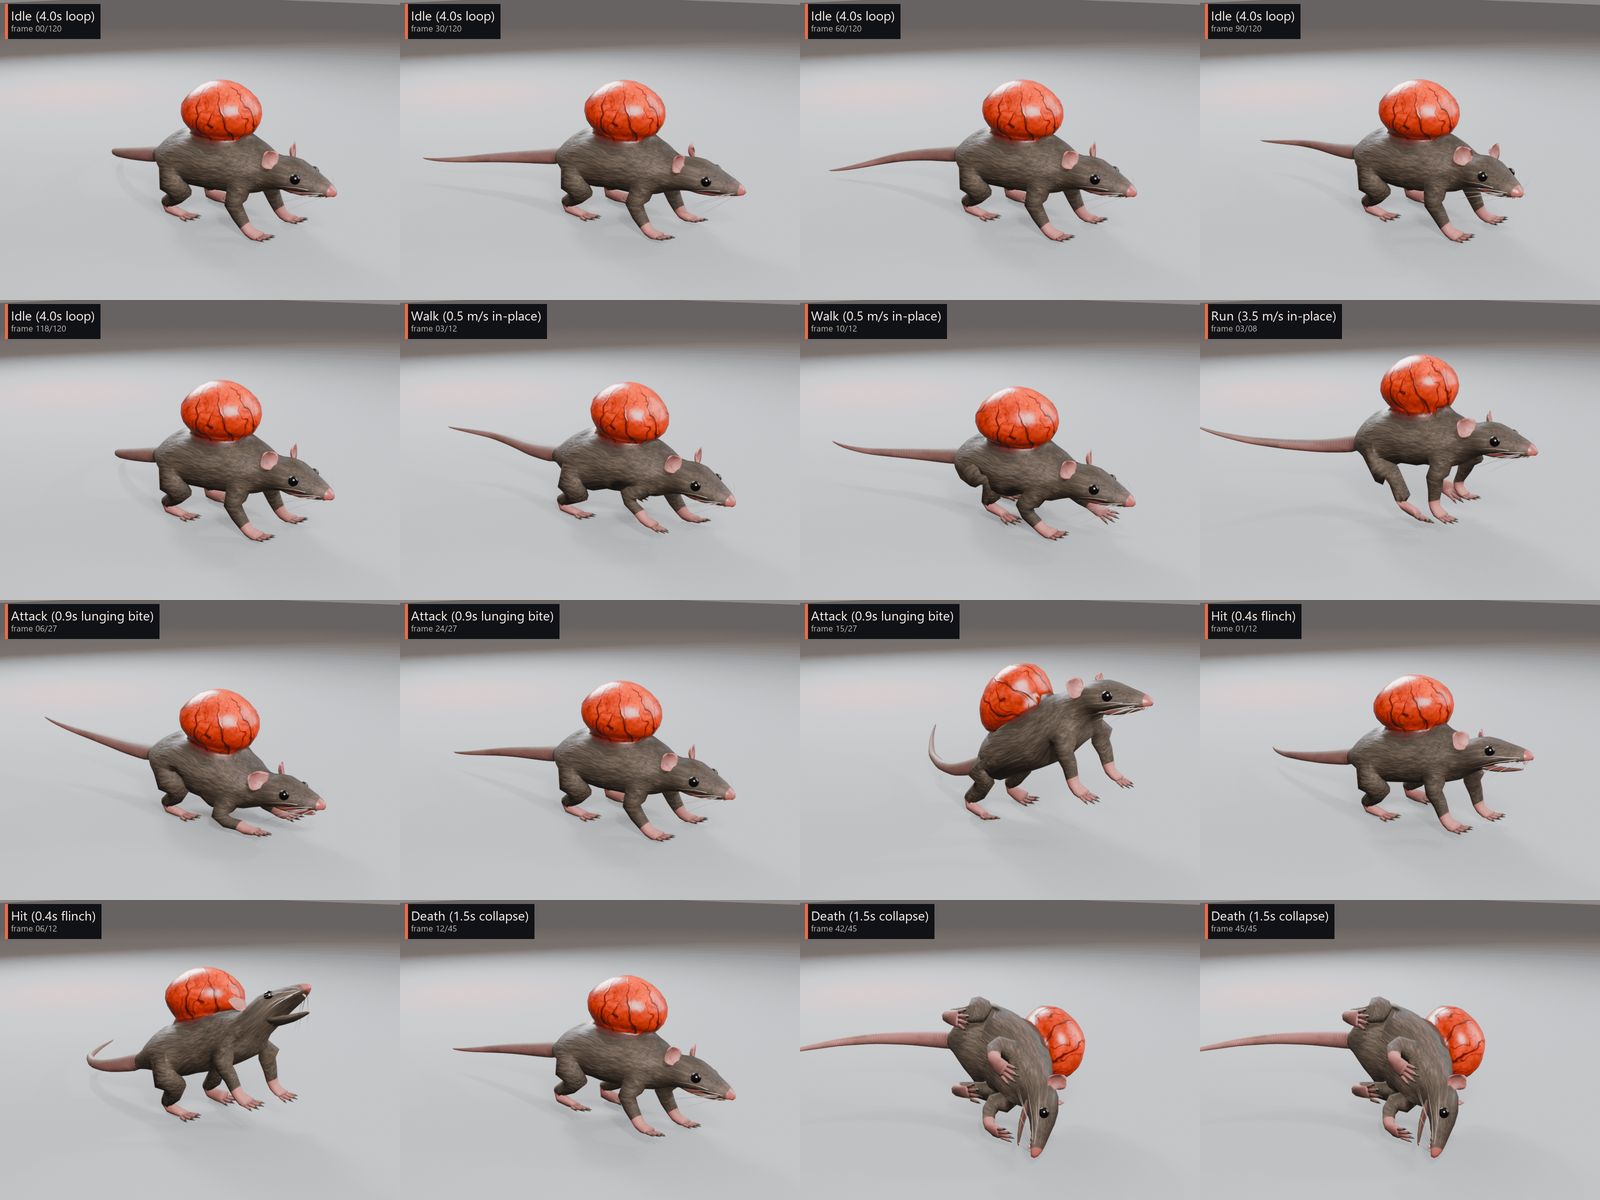 Idle (4.0s loop)
frame 00/120
Idle (4.0s loop)
frame 30/120
Idle (4.0s loop)
frame 60/120
Idle (4.0s loop)
frame 90/120
Idle (4.0s loop)
frame 118/120
Walk (0.5 m/s in-place)
frame 03/12
Walk (0.5 m/s in-place)
frame 10/12
Run (3.5 m/s in-place)
frame 03/08
Attack (0.9s lunging bite)
frame 06/27
Attack (0.9s lunging bite)
frame 24/27
Attack (0.9s lunging bite)
frame 15/27
Hit (0.4s flinch)
frame 01/12
Hit (0.4s flinch)
frame 06/12
Death (1.5s collapse)
frame 12/45
Death (1.5s collapse)
frame 42/45
Death (1.5s collapse)
frame 45/45